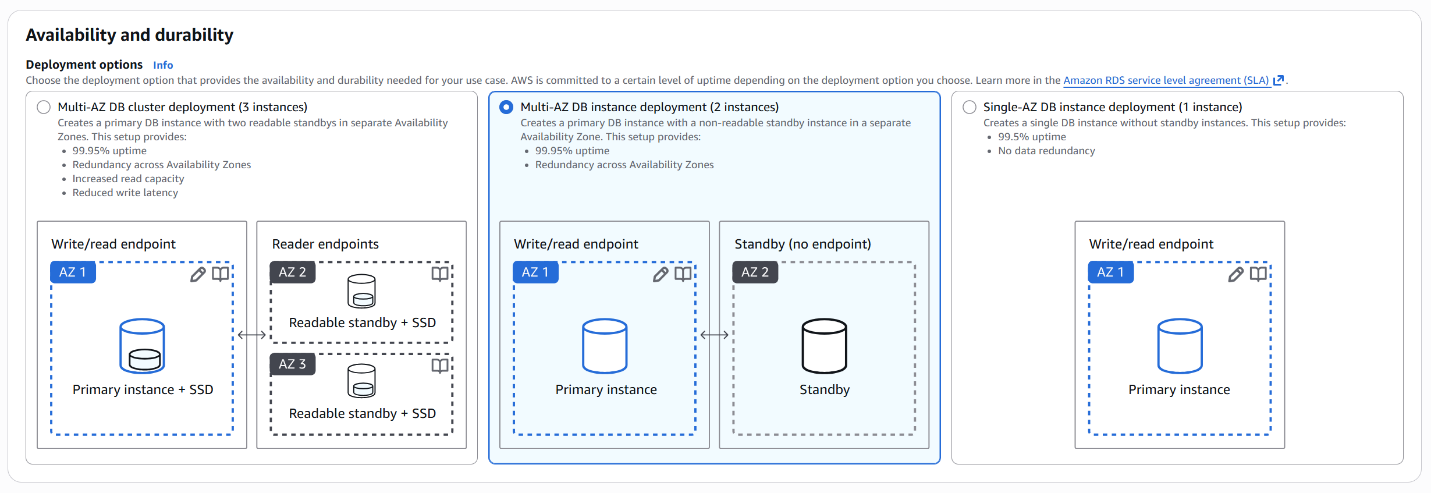 Availability and durability
Deployment options Info
Choose the deployment option that provides the availability and durability needed for your use case. AWS is committed to a certain level of uptime depending on the deployment option you choose. Learn more in the Amazon RDS service level agreement (SLA).
Multi-AZ DB cluster deployment (3 instances)
Creates a primary DB instance with two readable standbys in separate Availability
Zones. This setup provides:
• 99.95% uptime
• Redundancy across Availability Zones
• Increased read capacity
• Reduced write latency
Write/read endpoint
AZ 1
Primary instance + SSD
Reader endpoints
AZ 2
Readable standby + SSD
AZ 3
Readable standby + SSD
Multi-AZ DB instance deployment (2 instances)
Creates a primary DB instance with a non-readable standby instance in a separate
Availability Zone. This setup provides:
• 99.95% uptime
• Redundancy across Availability Zones
Write/read endpoint
AZ 1
Primary instance
Standby (no endpoint)
AZ 2
Standby
Single-AZ DB instance deployment (1 instance)
Creates a single DB instance without standby instances. This setup provides:
• 99.5% uptime
• No data redundancy
Write/read endpoint
AZ 1
Primary instance